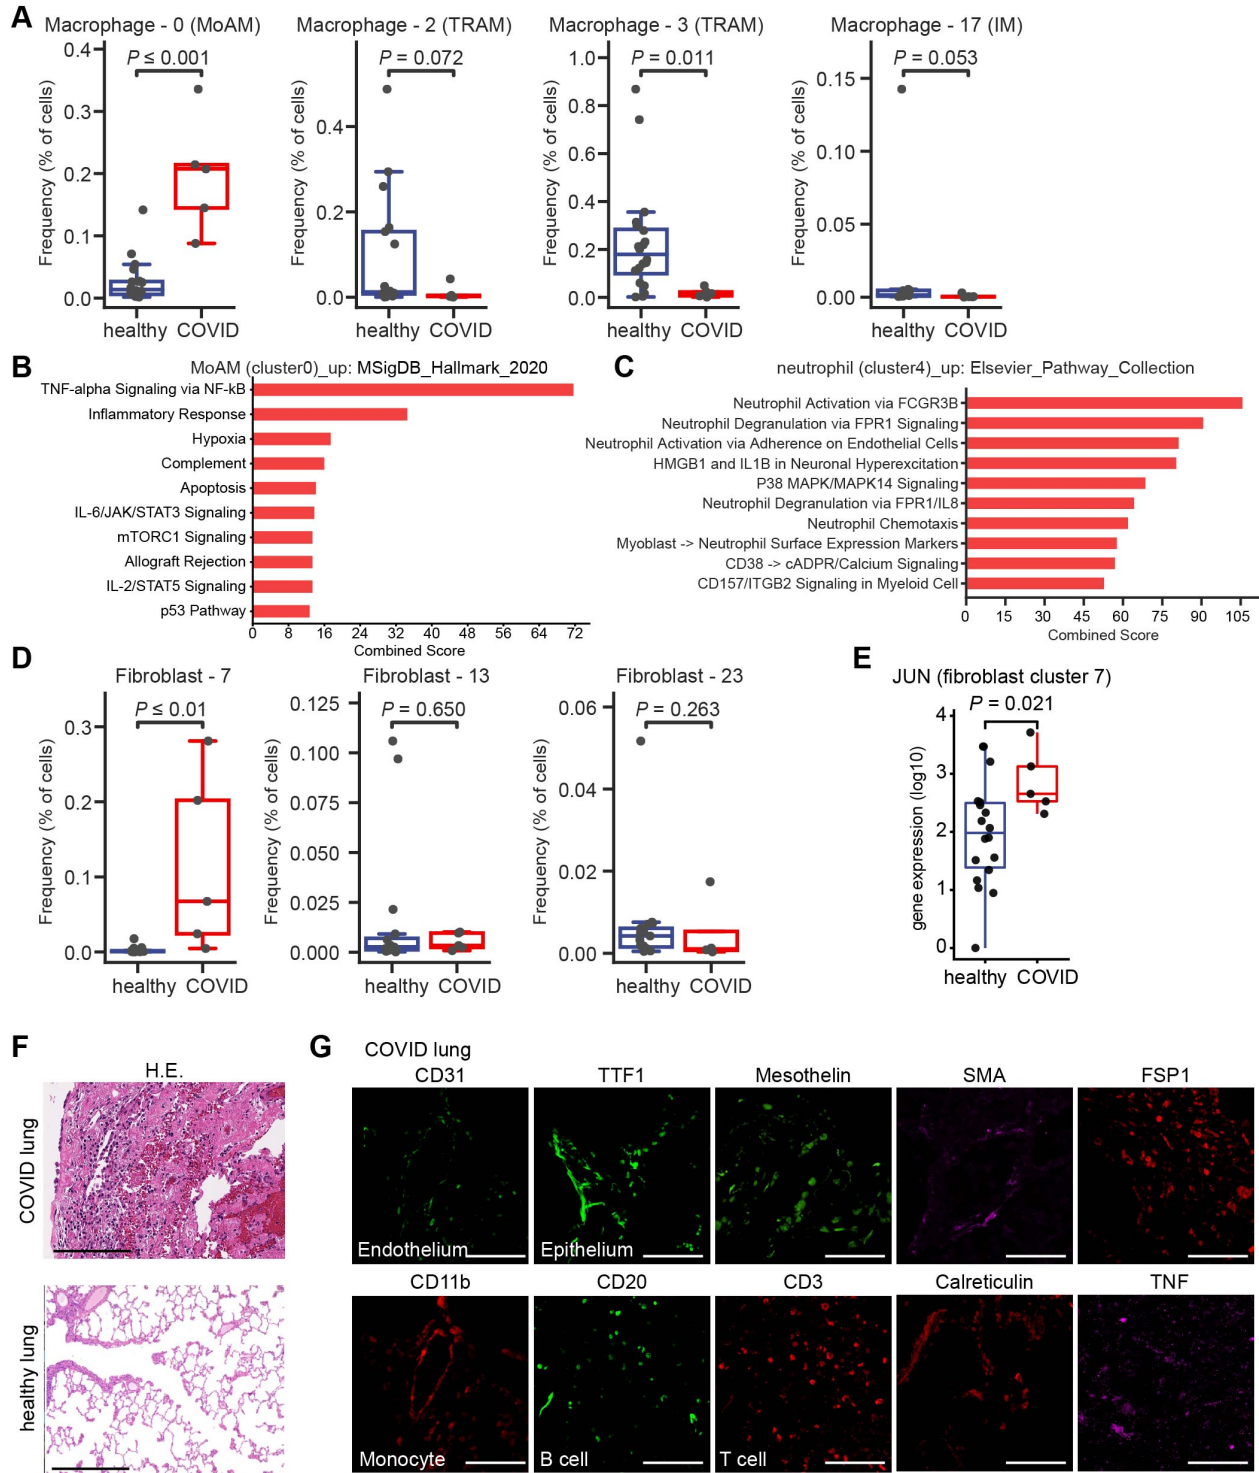 A
Macrophage - 0 (MoAM)
Macrophage - 2 (TRAM)
Macrophage - 3 (TRAM)
Macrophage - 17 (IM)
Frequency (% of cells)
0.4
0.3
0.2
0.1
0.0
P ≤ 0.001
healthy COVID
Frequency (% of cells)
0.4
0.2
0.0
P = 0.072
healthy COVID
Frequency (% of cells)
1.0
0.8
0.6
0.4
0.2
0.0
P = 0.011
healthy COVID
Frequency (% of cells)
0.15
0.10
0.05
0.00
P = 0.053
healthy COVID
B
MoAM (cluster0)_up: MSigDB_Hallmark_2020
TNF-alpha Signaling via NF-kB
Inflammatory Response
Hypoxia
Complement
Apoptosis
IL-6/JAK/STAT3 Signaling
mTORC1 Signaling
Allograft Rejection
IL-2/STAT5 Signaling
p53 Pathway
0 8 16 24 32 40 48 56 64 72
Combined Score
C
neutrophil (cluster4)_up: Elsevier_Pathway_Collection
Neutrophil Activation via FCGR3B
Neutrophil Degranulation via FPR1 Signaling
Neutrophil Activation via Adherence on Endothelial Cells
HMGB1 and IL1B in Neuronal Hyperexcitation
P38 MAPK/MAPK14 Signaling
Neutrophil Degranulation via FPR1/IL8
Neutrophil Chemotaxis
Myoblast -> Neutrophil Surface Expression Markers
CD38 -> cADPR/Calcium Signaling
CD157/ITGB2 Signaling in Myeloid Cell
0 15 30 45 60 75 90 105
Combined Score
D
Fibroblast - 7
Frequency (% of cells)
0.3
0.2
0.1
0.0
P ≤ 0.01
healthy COVID
Fibroblast - 13
Frequency (% of cells)
0.125
0.100
0.075
0.050
0.025
0.000
P = 0.650
healthy COVID
Fibroblast - 23
Frequency (% of cells)
0.06
0.04
0.02
0.00
P = 0.263
healthy COVID
E
JUN (fibroblast cluster 7)
P = 0.021
gene expression (log10)
4
3
2
1
0
healthy COVID
F
H.E.
COVID lung
healthy lung
G
COVID lung
CD31
TTF1
Mesothelin
SMA
FSP1
Endothelium
Epithelium
CD11b
CD20
CD3
Calreticulin
TNF
Monocyte
B cell
T cell